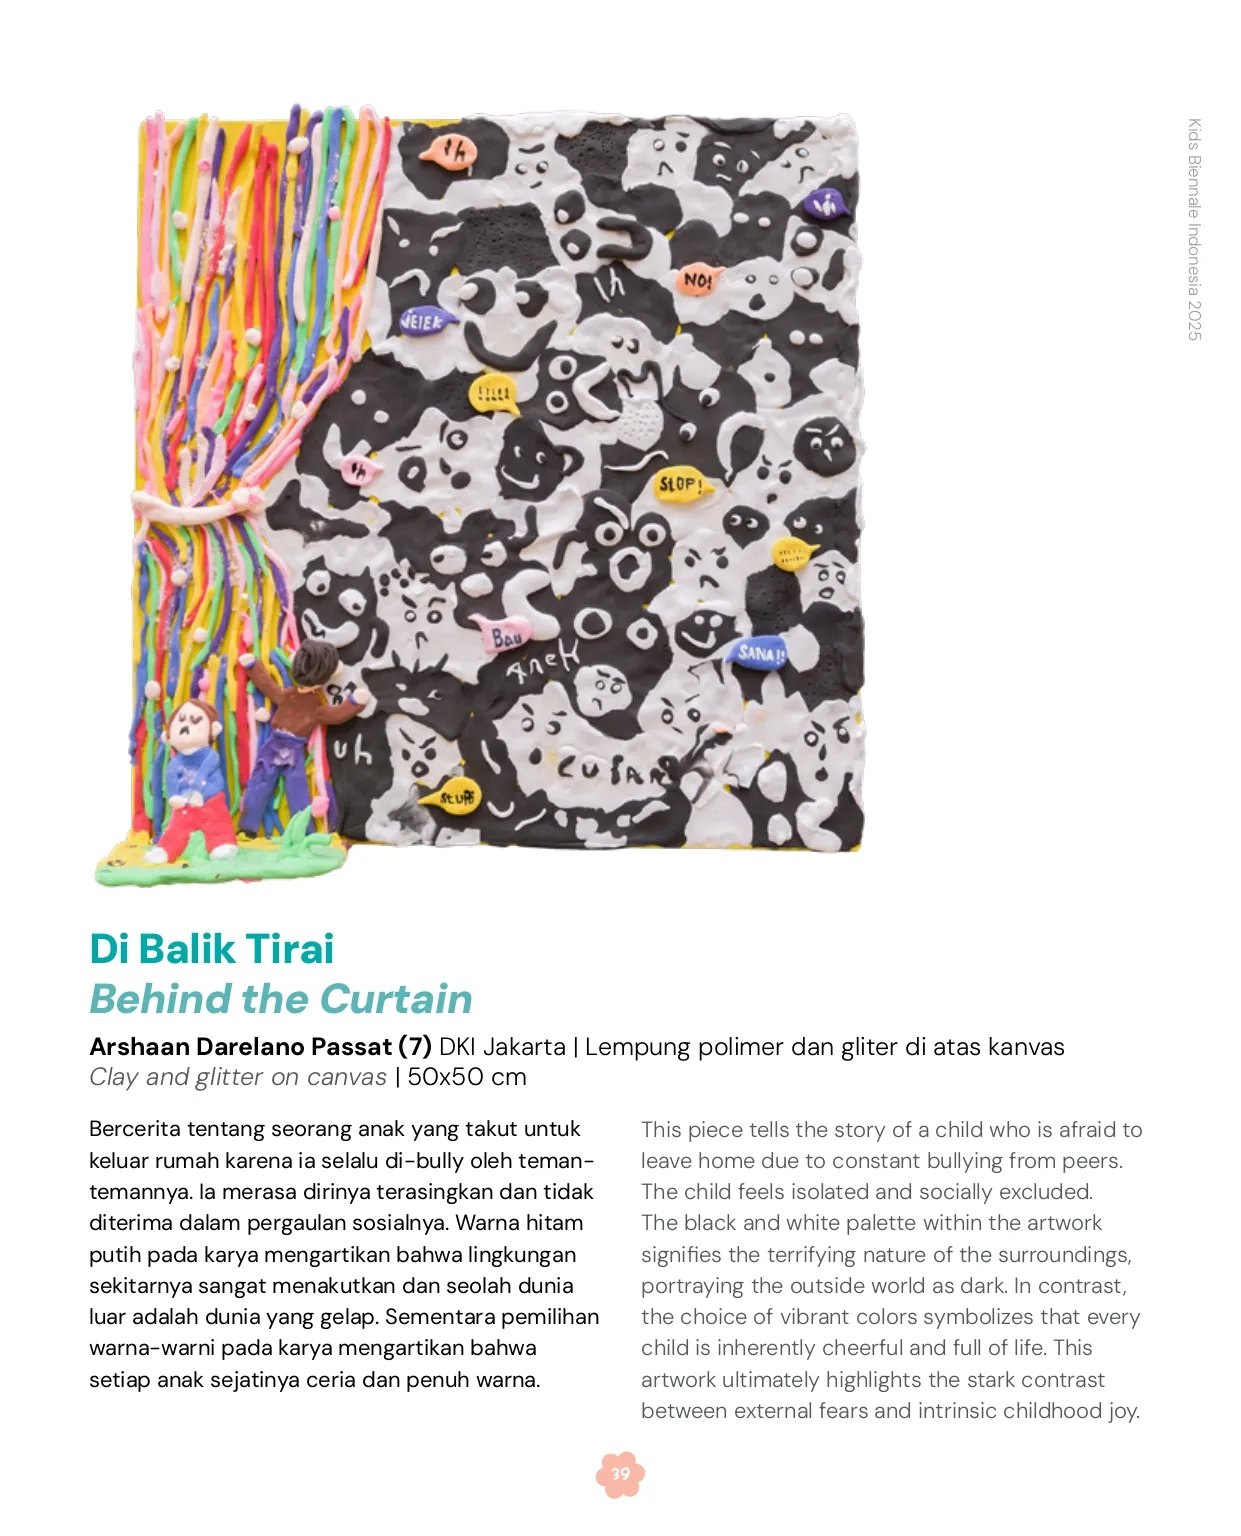 Kids Biennale Indonesia 2025
ih
NO!
ih
JELEK
!!!!!
ih
STOP!
Bau
SANA!!
Aneh
uh
CUPAR
STUPB
Di Balik Tirai
Behind the Curtain
Arshaan Darelano Passat (7) DKI Jakarta | Lempung polimer dan gliter di atas kanvas
Clay and glitter on canvas | 50x50 cm
Bercerita tentang seorang anak yang takut untuk
keluar rumah karena ia selalu di-bully oleh teman-
temannya. Ia merasa dirinya terasingkan dan tidak
diterima dalam pergaulan sosialnya. Warna hitam
putih pada karya mengartikan bahwa lingkungan
sekitarnya sangat menakutkan dan seolah dunia
luar adalah dunia yang gelap. Sementara pemilihan
warna-warni pada karya mengartikan bahwa
setiap anak sejatinya ceria dan penuh warna.
This piece tells the story of a child who is afraid to
leave home due to constant bullying from peers.
The child feels isolated and socially excluded.
The black and white palette within the artwork
signifies the terrifying nature of the surroundings,
portraying the outside world as dark. In contrast,
the choice of vibrant colors symbolizes that every
child is inherently cheerful and full of life. This
artwork ultimately highlights the stark contrast
between external fears and intrinsic childhood joy.
39